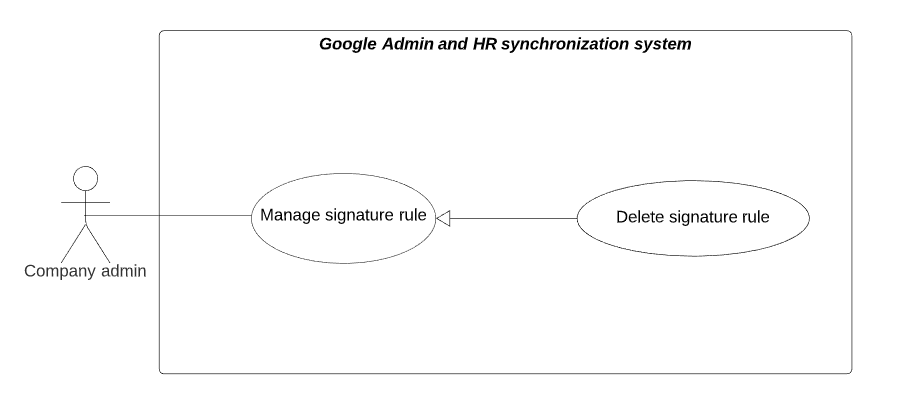 Google Admin and HR synchronization system
Manage signature rule
Delete signature rule
Company admin